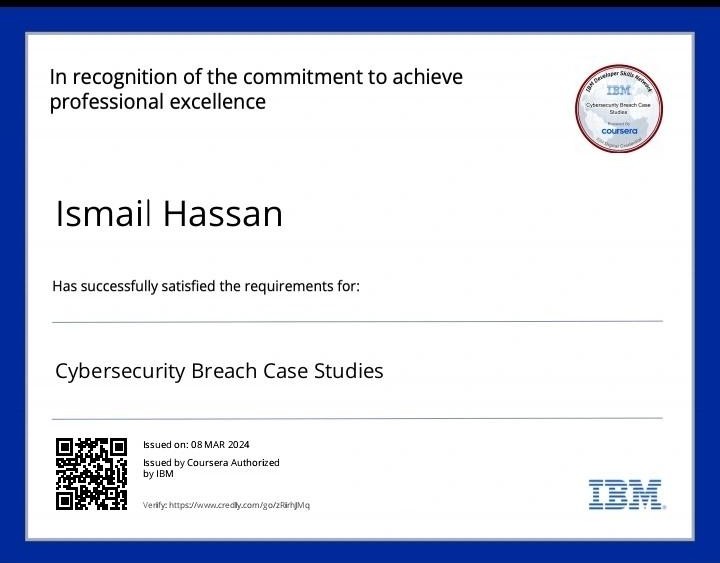 In recognition of the commitment to achieve
professional excellence
IBM Developer Skills Network
IBM
Cybersecurity Breach Case
Studies
Powered By
coursera
IBM Digital Credential
Ismail Hassan
Has successfully satisfied the requirements for:
Cybersecurity Breach Case Studies
Issued on: 08 MAR 2024
Issued by Coursera Authorized
by IBM
Verify: https://www.credly.com/go/
IBM